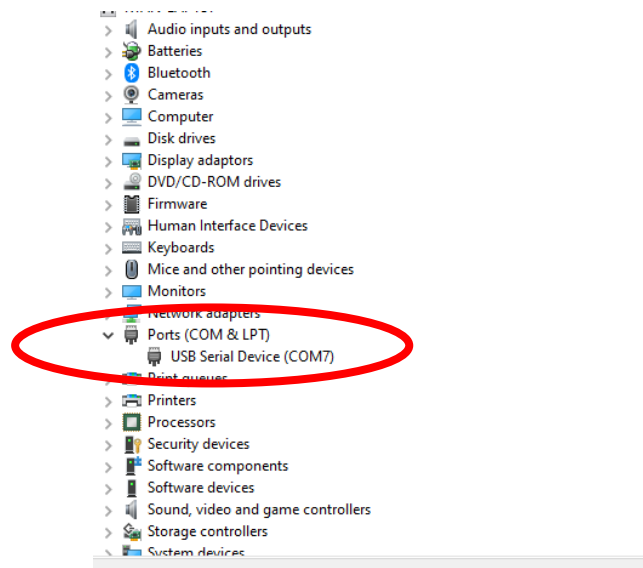 Audio inputs and outputs
Batteries
Bluetooth
Cameras
Computer
Disk drives
Display adaptors
DVD/CD-ROM drives
Firmware
Human Interface Devices
Keyboards
Mice and other pointing devices
Monitors
Network adapters
Ports (COM & LPT)
USB Serial Device (COM7)
Print queues
Printers
Processors
Security devices
Software components
Software devices
Sound, video and game controllers
Storage controllers
System devices